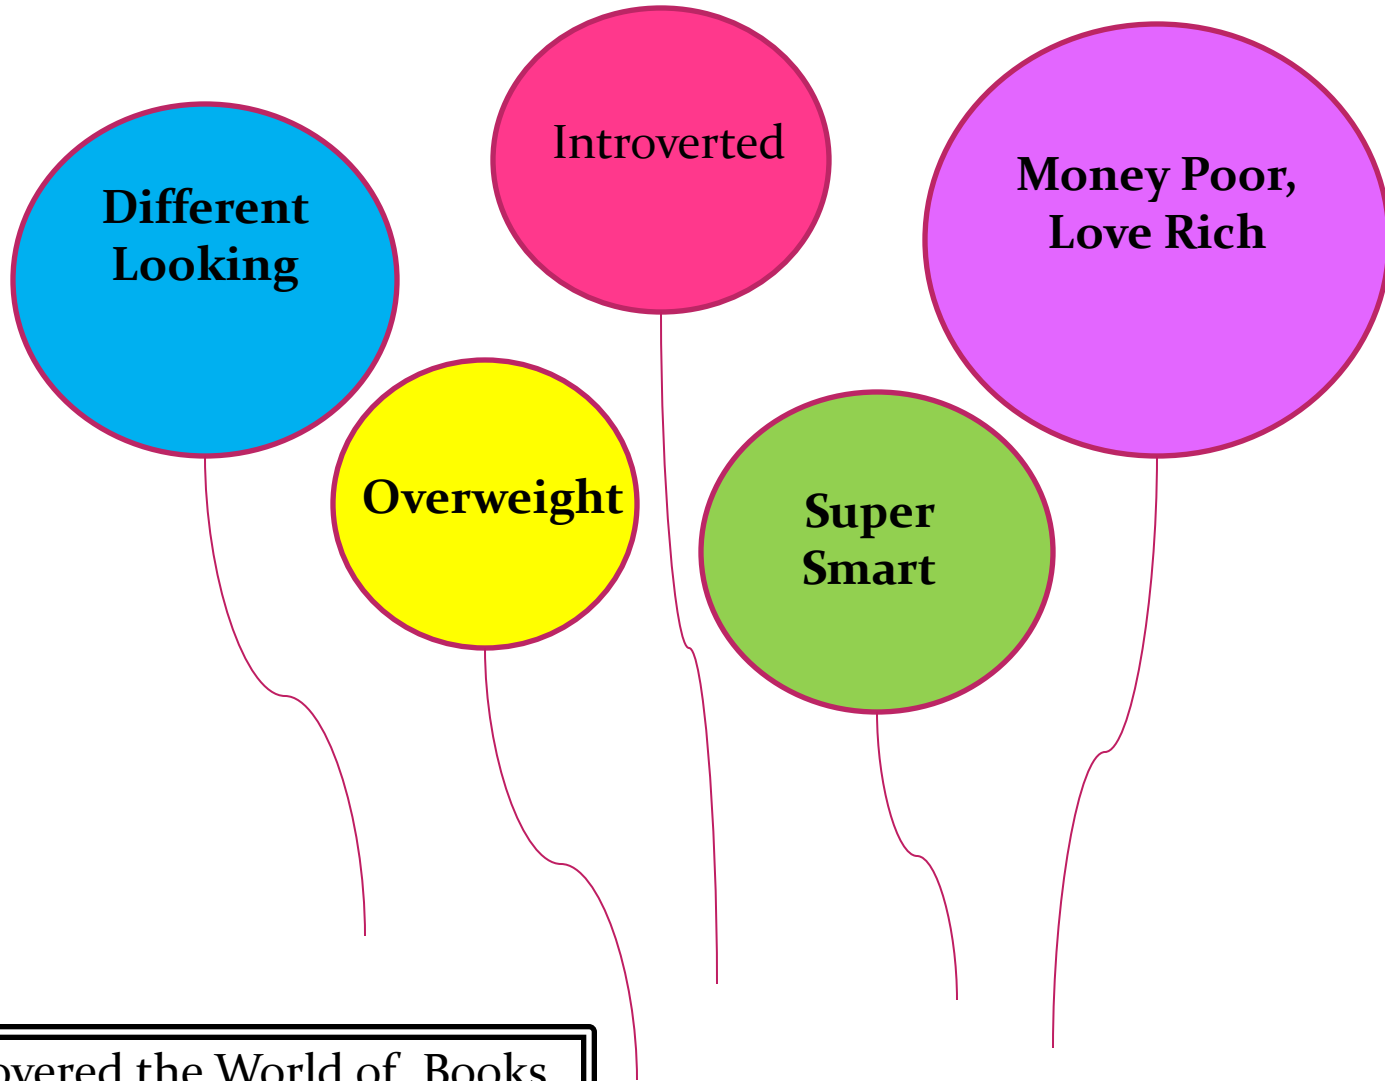 Different
Looking
Introverted
Money Poor,
Love Rich
Overweight
Super
Smart
the World of  Books